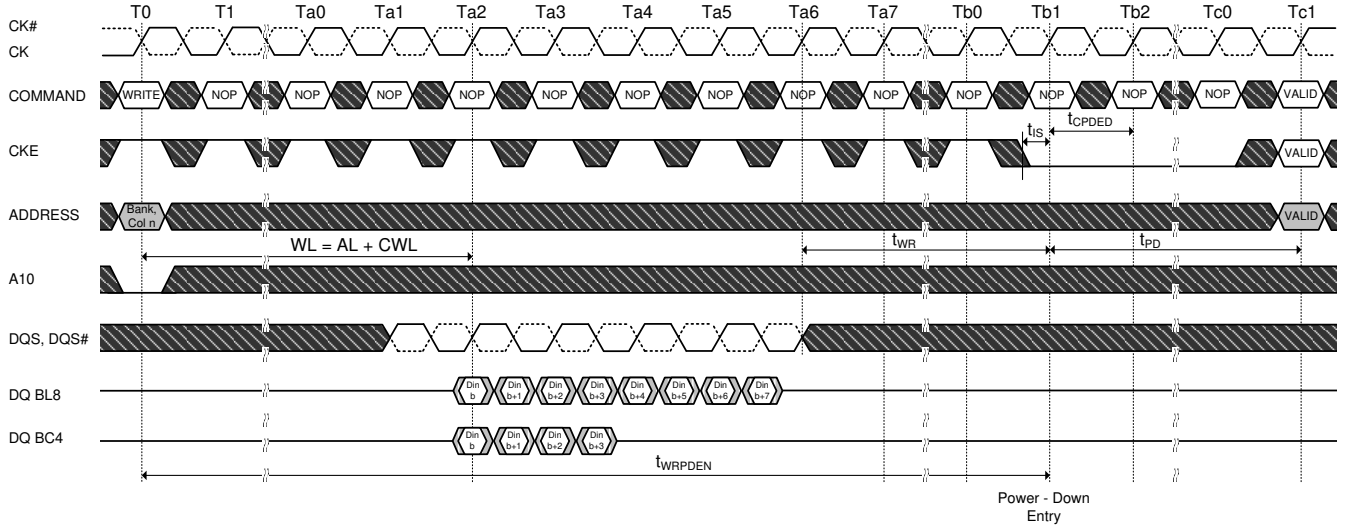 T0 T1 Ta0 Ta1 Ta2 Ta3 Ta4 Ta5 Ta6 Ta7 Tb0 Tb1 Tb2 Tc0 Tc1
CK#
CK
COMMAND WRITE NOP NOP NOP NOP NOP NOP NOP NOP NOP NOP NOP NOP NOP VALID
tIS tCPDED
CKE VALID
ADDRESS Bank, Col n VALID
WL = AL + CWL tWR tPD
A10
DQS, DQS#
DQ BL8 Din b Din b+1 Din b+2 Din b+3 Din b+4 Din b+5 Din b+6 Din b+7
DQ BC4 Din b Din b+1 Din b+2 Din b+3
tWRPDEN
Power - Down
Entry